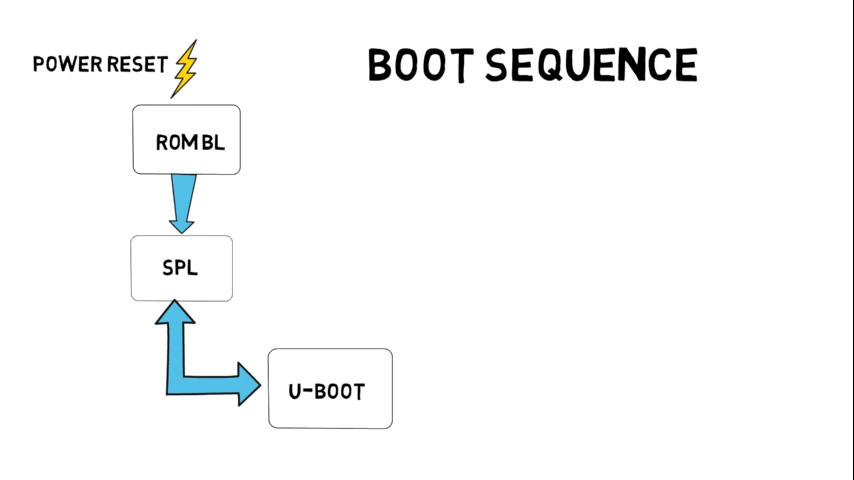 POWER RESET
BOOT SEQUENCE
ROM BL
SPL
U-BOOT